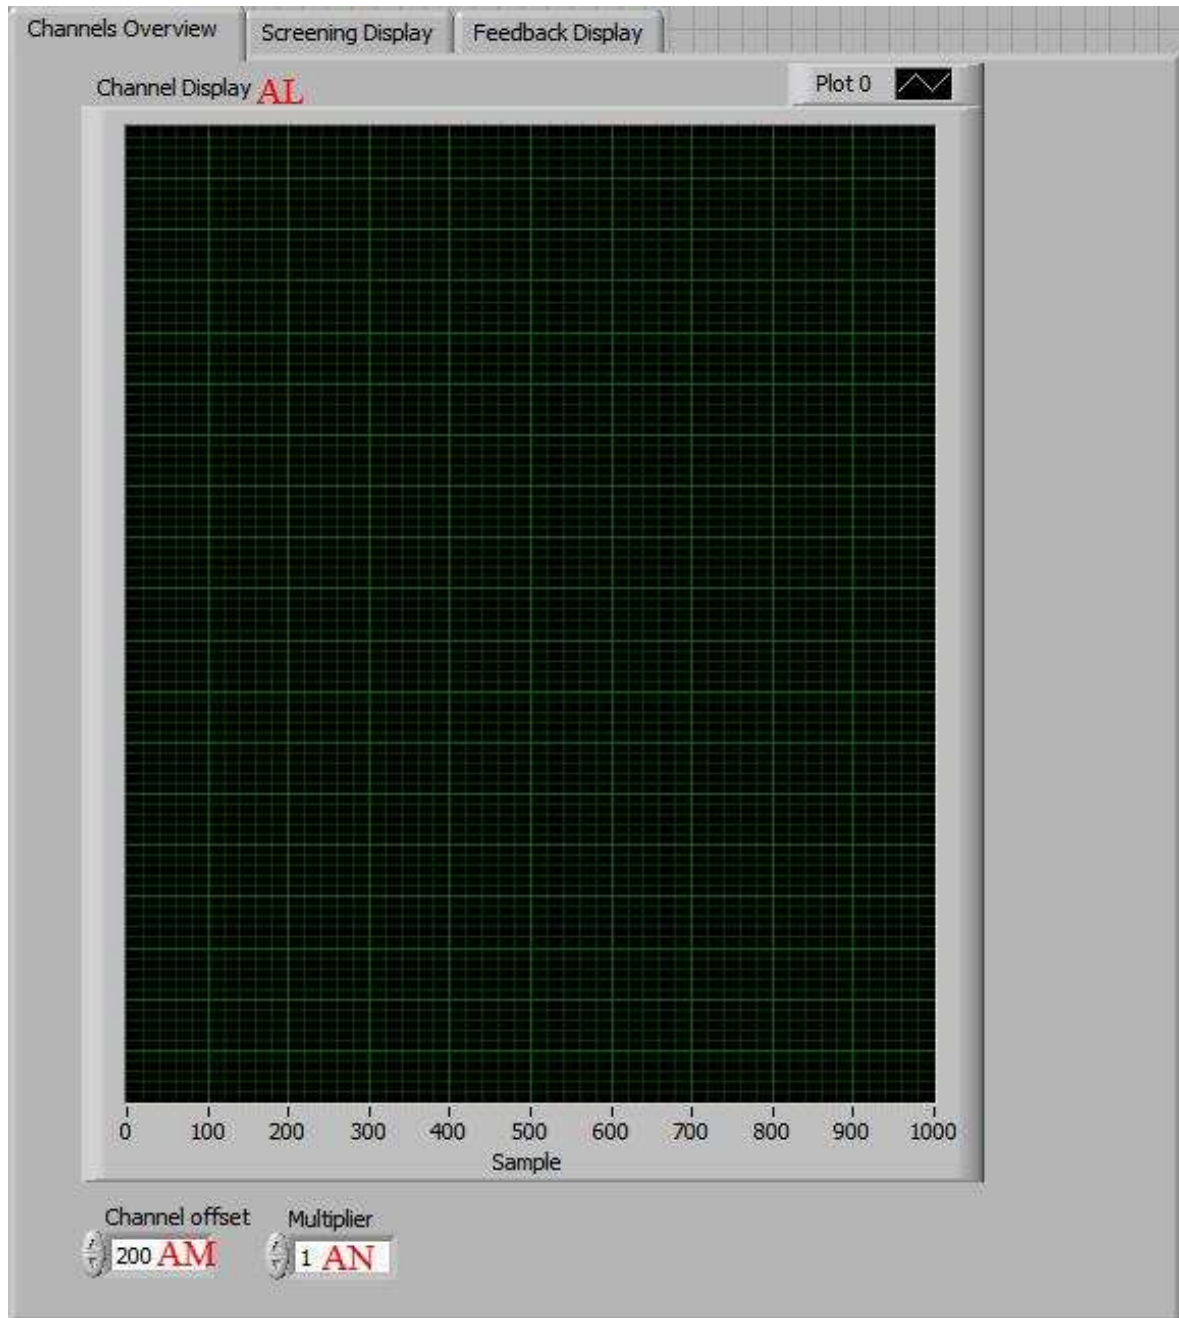 Channels Overview Screening Display Feedback Display
Channel Display AL Plot 0
0 100 200 300 400 500 600 700 800 900 1000
Sample
Channel offset Multiplier
200 AM 1 AN